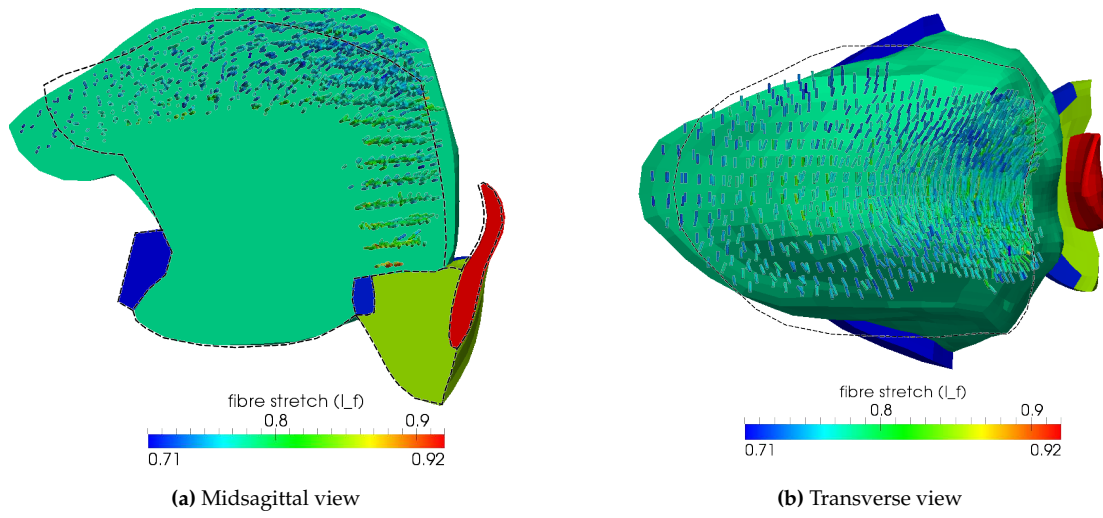 fibre stretch (l_f)
0.8 0.9
0.71 0.92
(a) Midsagittal view
fibre stretch (l_f)
0.8 0.9
0.71 0.92
(b) Transverse view